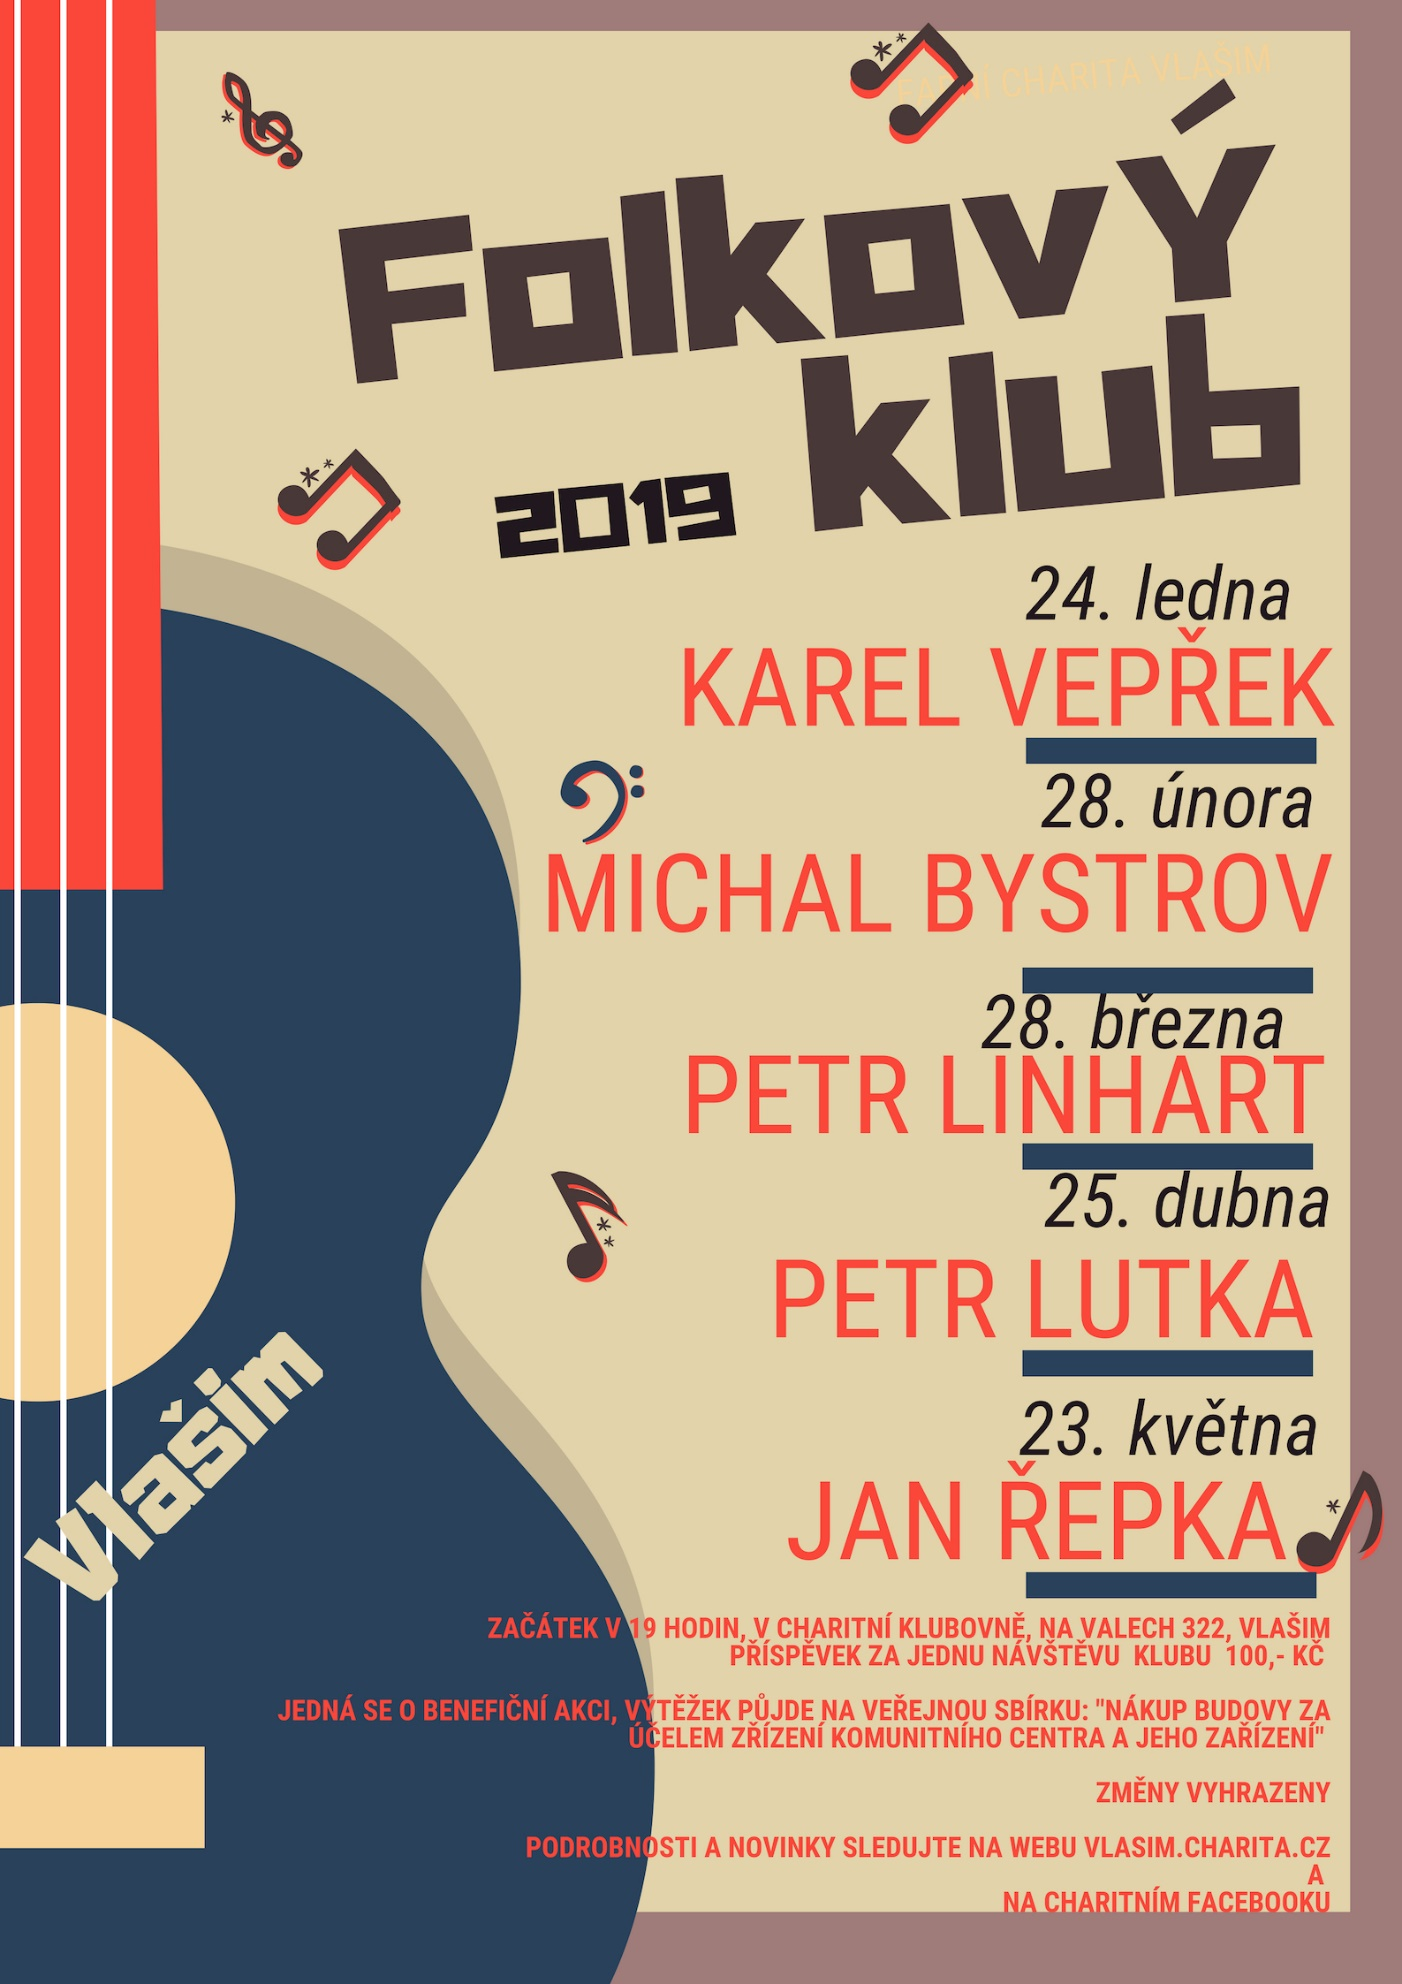 CHARITA VLAŠIM
Folkový
klub
2019
24. ledna
KAREL VEPŘEK
28. února
MICHAL BYSTROV
28. března
PETR LINHART
25. dubna
PETR LUTKA
23. května
JAN ŘEPKA
Vlašim
ZAČÁTEK V 19 HODIN, V CHARITNÍ KLUBOVNĚ, NA VALECH 322, VLAŠIM
PŘÍSPĚVEK ZA JEDNU NÁVŠTĚVU KLUBU 100,- KČ
JEDNÁ SE O BENEFIČNÍ AKCI, VÝTĚŽEK PŮJDE NA VEŘEJNOU SBÍRKU: "NÁKUP BUDOVY ZA
ÚČELEM ZŘÍZENÍ KOMUNITNÍHO CENTRA A JEHO ZAŘÍZENÍ"
ZMĚNY VYHRAZENY
PODROBNOSTI A NOVINKY SLEDUJTE NA WEBU VLASIM.CHARITA.CZ
A
NA CHARITNÍM FACEBOOKU